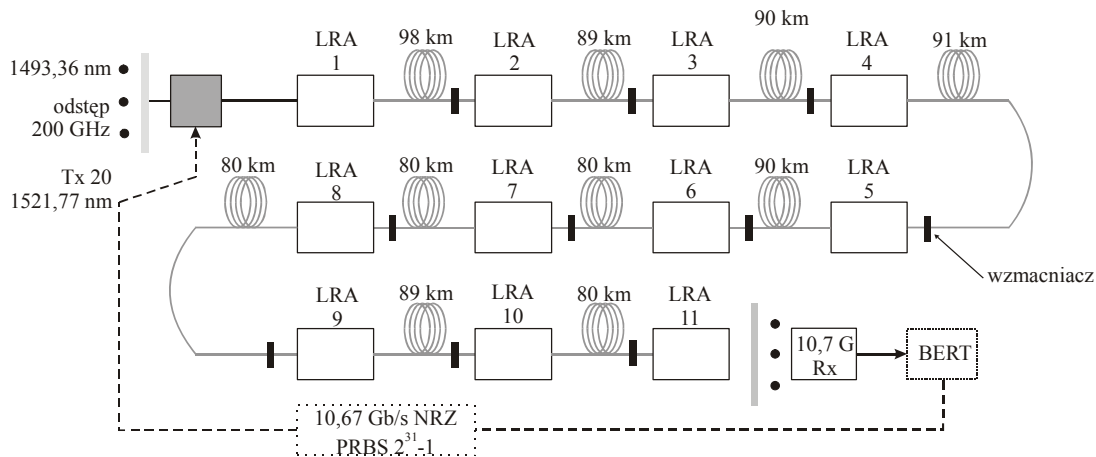 1493,36 nm
odstęp
200 GHz
Tx 20
1521,77 nm
LRA
1
98 km
LRA
2
89 km
LRA
3
90 km
LRA
4
91 km
80 km
LRA
8
80 km
LRA
7
80 km
LRA
6
90 km
LRA
5
wzmacniacz
LRA
9
89 km
LRA
10
80 km
LRA
11
10,7 G
Rx
BERT
10,67 Gb/s NRZ
PRBS 2³¹-1